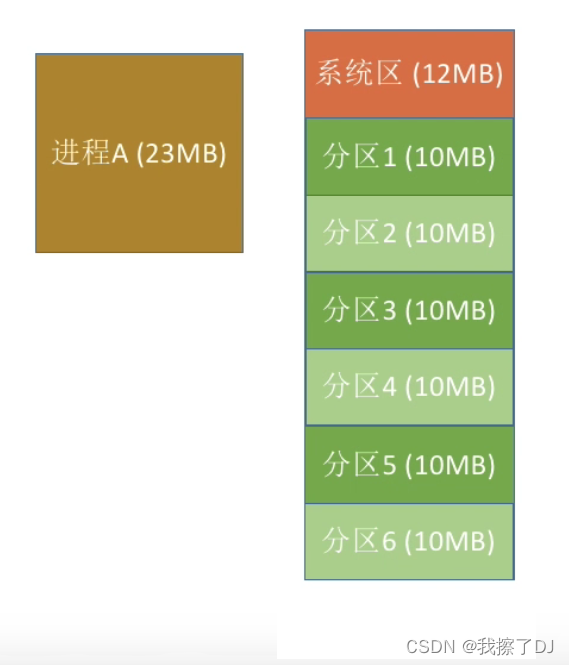 进程A (23MB)
系统区 (12MB)
分区1 (10MB)
分区2 (10MB)
分区3 (10MB)
分区4 (10MB)
分区5 (10MB)
分区6 (10MB)
CSDN @我擦了DJ